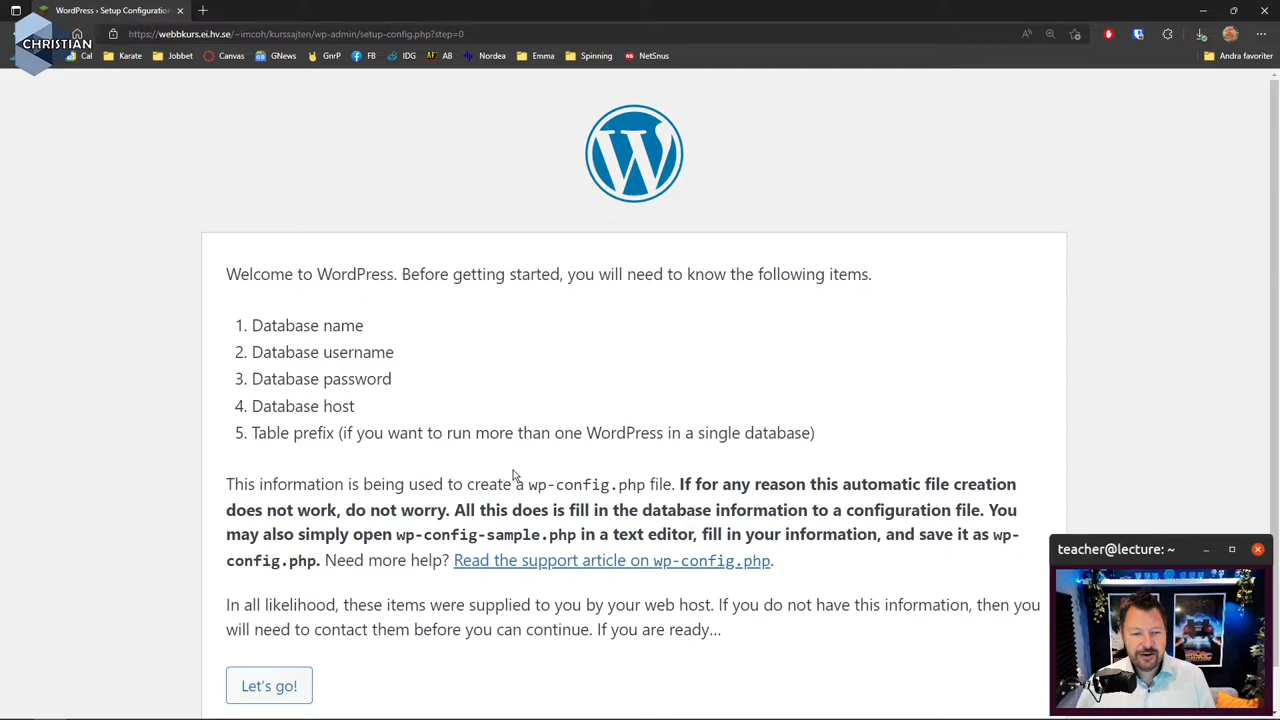 WordPress › Setup Configuration
CHRISTIAN
https://webbkurs.ei.hv.se/~imcoh/kurssajten/wp-admin/setup-config.php?step=0
Cal Karate Jobbet Canvas GNews GnrP FB IDG AB Nordea Emma Spinning NetSnus Andra favoriter
Welcome to WordPress. Before getting started, you will need to know the following items.
1. Database name
2. Database username
3. Database password
4. Database host
5. Table prefix (if you want to run more than one WordPress in a single database)
This information is being used to create a wp-config.php file. If for any reason this automatic file creation
does not work, do not worry. All this does is fill in the database information to a configuration file. You
may also simply open wp-config-sample.php in a text editor, fill in your information, and save it as wp-
config.php. Need more help? Read the support article on wp-config.php.
In all likelihood, these items were supplied to you by your web host. If you do not have this information, then you
will need to contact them before you can continue. If you are ready…
Let’s go!
teacher@lecture: ~